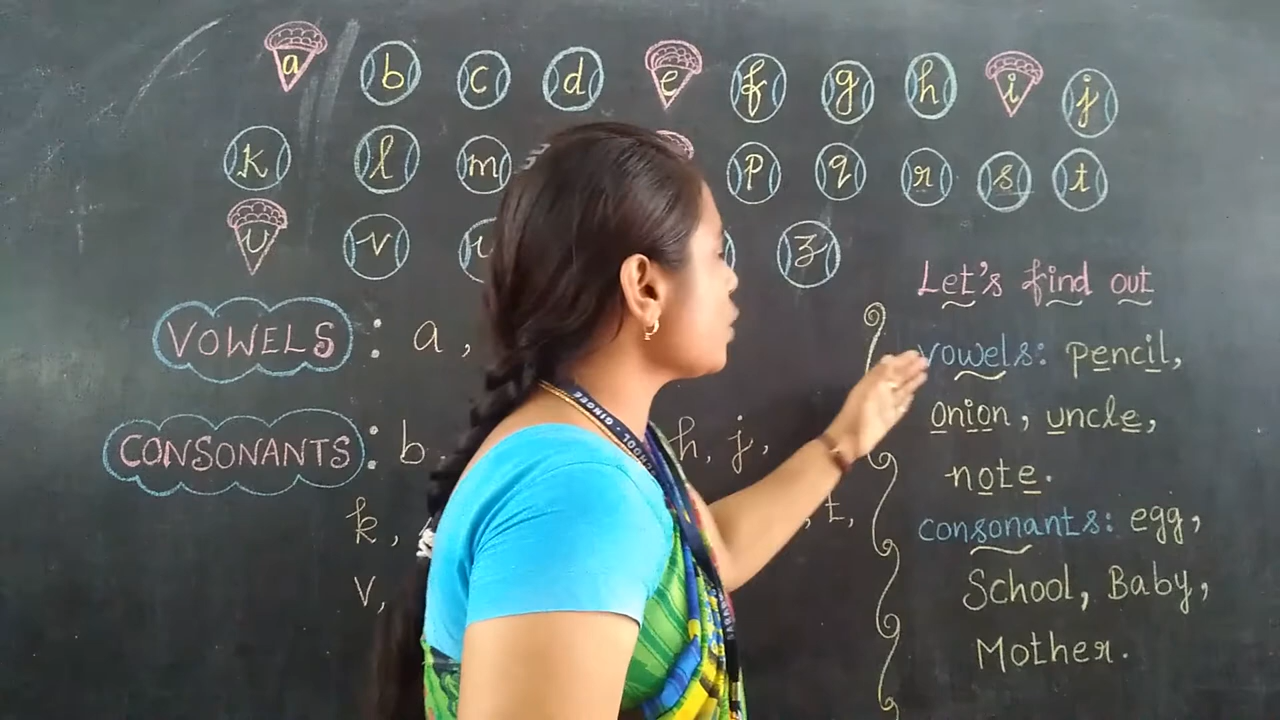 a b c d e f g h i j
k l m p q r s t
u v z
Let's find out
VOWELS : a,
vowels: pencil,
onion, uncle,
note.
CONSONANTS : b h, j,
k, t,
v,
consonants: egg,
School, Baby,
Mother.